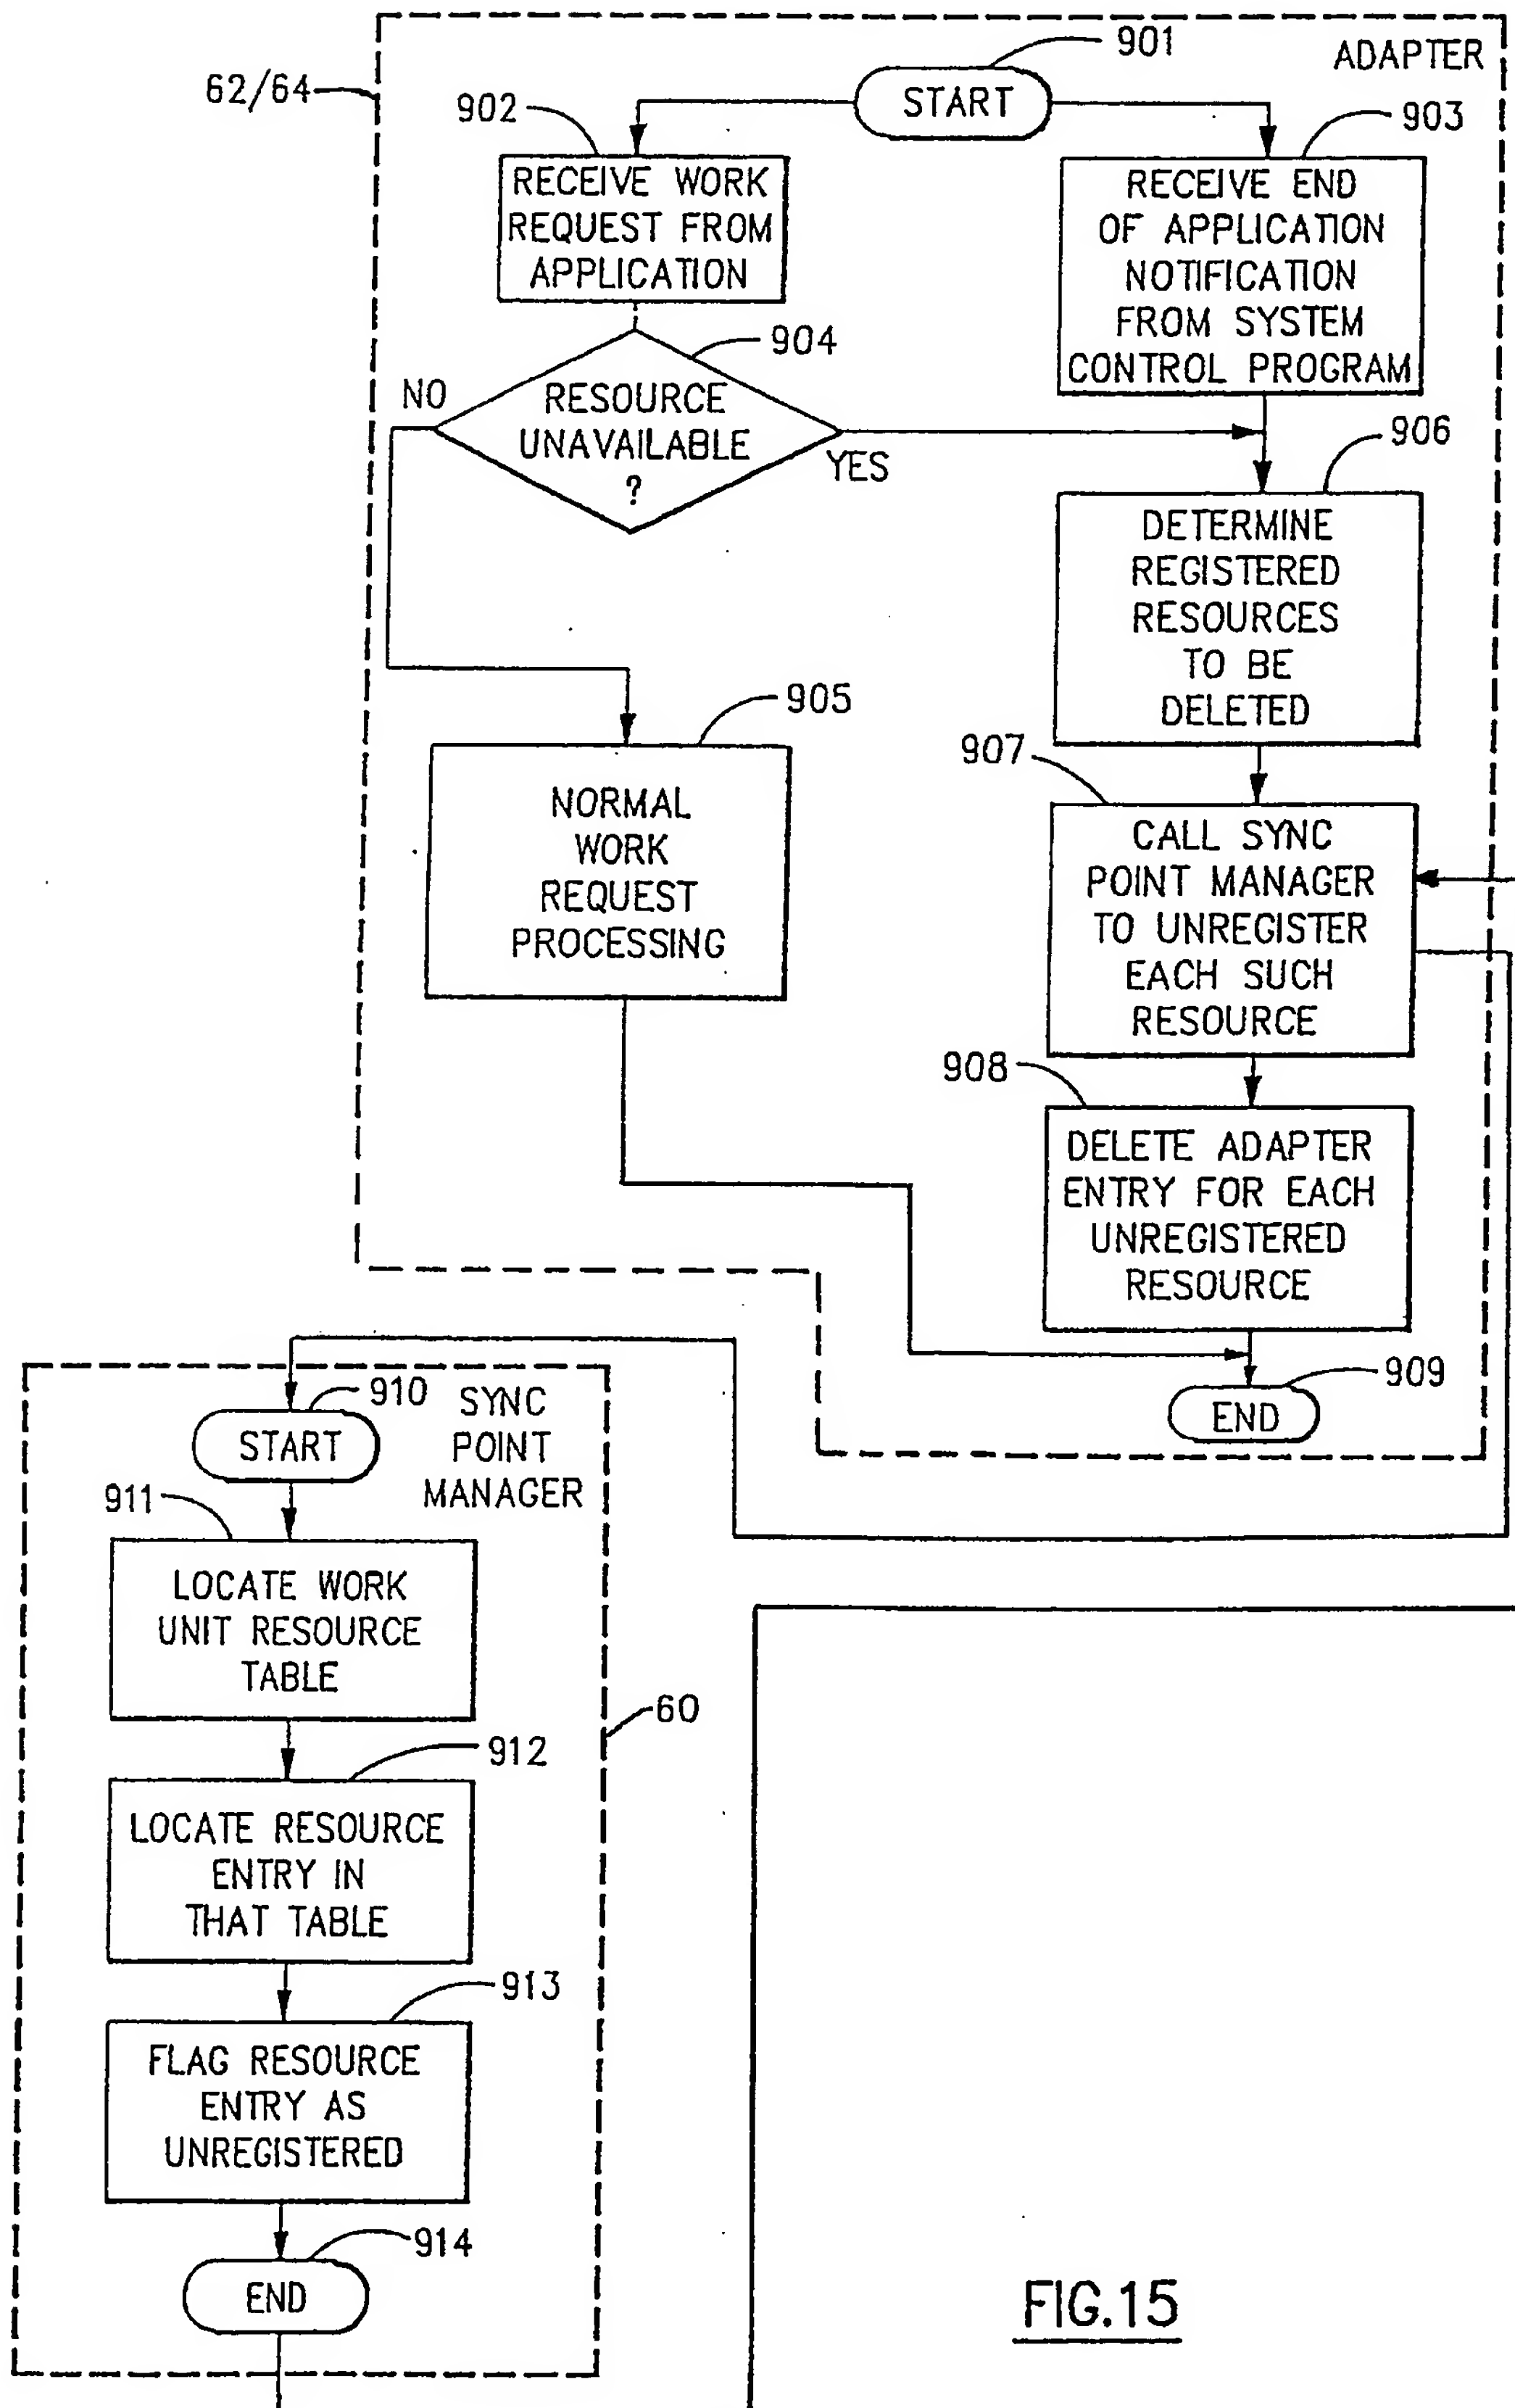 901
ADAPTER
62/64
902
START
903
RECEIVE WORK
REQUEST FROM
APPLICATION
RECEIVE END
OF APPLICATION
NOTIFICATION
FROM SYSTEM
CONTROL PROGRAM
904
NO
RESOURCE
UNAVAILABLE
?
YES
906
DETERMINE
REGISTERED
RESOURCES
TO BE
DELETED
905
NORMAL
WORK
REQUEST
PROCESSING
907
CALL SYNC
POINT MANAGER
TO UNREGISTER
EACH SUCH
RESOURCE
908
DELETE ADAPTER
ENTRY FOR EACH
UNREGISTERED
RESOURCE
909
END
910
SYNC
POINT
MANAGER
START
911
LOCATE WORK
UNIT RESOURCE
TABLE
60
912
LOCATE RESOURCE
ENTRY IN
THAT TABLE
913
FLAG RESOURCE
ENTRY AS
UNREGISTERED
914
END
FIG.15